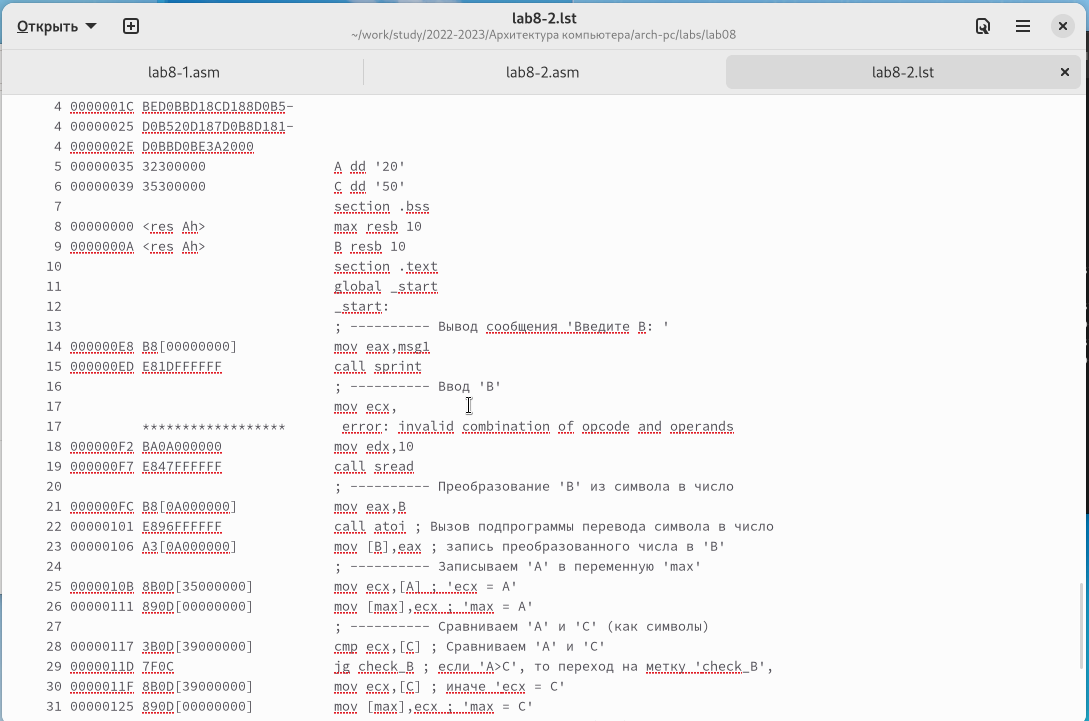 Открыть
lab8-2.lst
~/work/study/2022-2023/Архитектура компьютера/arch-pc/labs/lab08
lab8-1.asm lab8-2.asm lab8-2.lst
4 0000001C BED0BBD18CD188D0B5-
4 00000025 D0B520D187D0B8D181-
4 0000002E D0BBD0BE3A2000
5 00000035 32300000 A dd '20'
6 00000039 35300000 C dd '50'
7 section .bss
8 00000000 <res Ah> max resb 10
9 0000000A <res Ah> B resb 10
10 section .text
11 global _start
12 _start:
13 ; ---------- Вывод сообщения 'Введите B: '
14 000000E8 B8[00000000] mov eax,msg1
15 000000ED E81DFFFFFF call sprint
16 ; ---------- Ввод 'B'
17 mov ecx,
17 ****************** error: invalid combination of opcode and operands
18 000000F2 BA0A000000 mov edx,10
19 000000F7 E847FFFFFF call sread
20 ; ---------- Преобразование 'B' из символа в число
21 000000FC B8[0A000000] mov eax,B
22 00000101 E896FFFFFF call atoi ; Вызов подпрограммы перевода символа в число
23 00000106 A3[0A000000] mov [B],eax ; запись преобразованного числа в 'B'
24 ; ---------- Записываем 'A' в переменную 'max'
25 0000010B 8B0D[35000000] mov ecx,[A] ; 'ecx = A'
26 00000111 890D[00000000] mov [max],ecx ; 'max = A'
27 ; ---------- Сравниваем 'A' и 'C' (как символы)
28 00000117 3B0D[39000000] cmp ecx,[C] ; Сравниваем 'A' и 'C'
29 0000011D 7F0C jg check_B ; если 'A>C', то переход на метку 'check_B',
30 0000011F 8B0D[39000000] mov ecx,[C] ; иначе 'ecx = C'
31 00000125 890D[00000000] mov [max],ecx ; 'max = C'